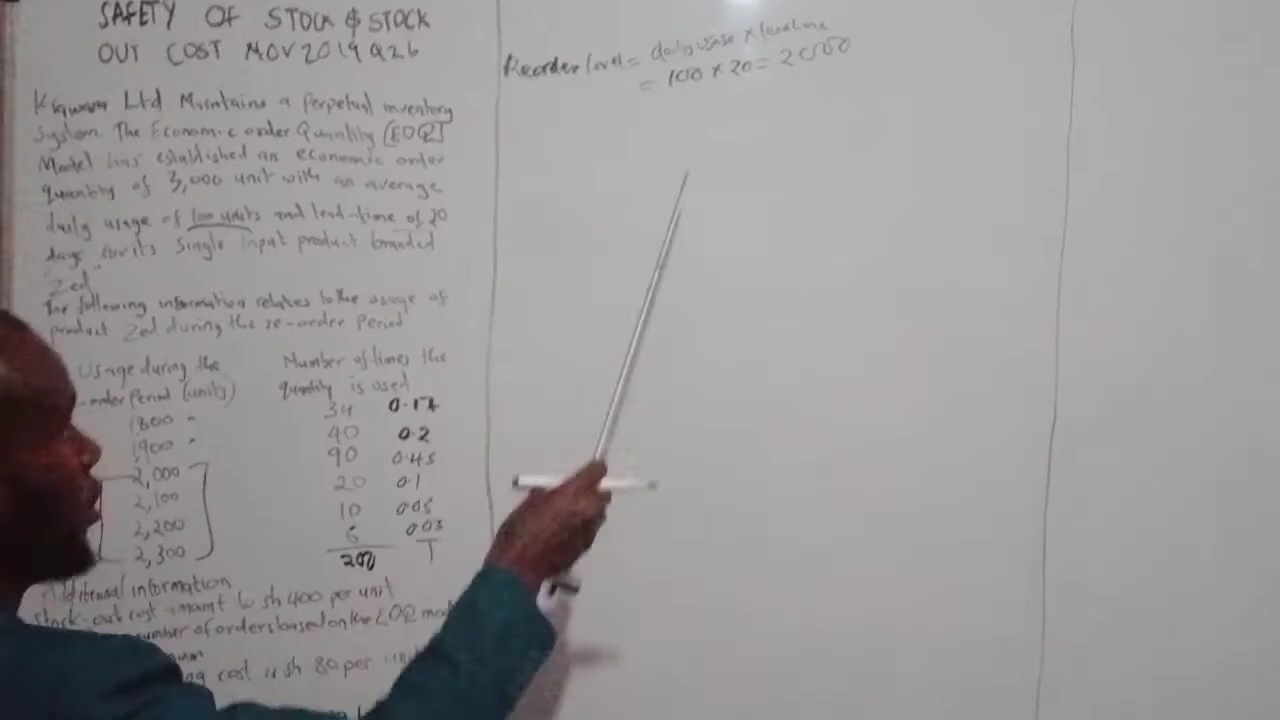 SAFETY OF STOCK & STOCK
OUT COST NOV 2019 Q2b
Kigwara Ltd Maintains a perpetual inventory
System. The Economic order Quantity (EOQ)
Model has established an economic order
quantity of 3,000 unit with an average
daily usage of 100 units and lead-time of 20
days for its Single input product branded
"Zed"
The following information relates to the usage of
product Zed during the re-order Period
Usage during the
-order Period (units)
Number of times the
quantity is used
1800 " 34 0.17
1900 " 40 0.2
2,000 90 0.45
2,100 20 0.1
2,200 10 0.05
2,300 6 0.03
200 1
Additional information
Stock-out cost amount to sh 400 per unit
number of orders based on the EOQ mod
num
ng cost is sh 80 per uni
Reorder level = daily usage × lead time
= 100 × 20 = 2000